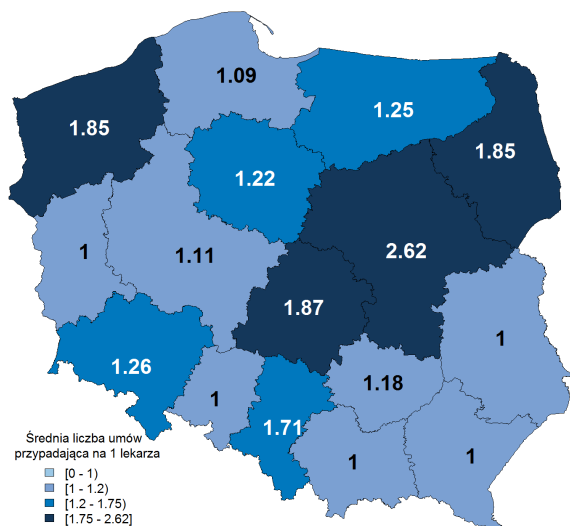 1.09
1.25
1.85
1.85
1.22
2.62
1
1.11
1.87
1
1.26
1.18
1
1.71
1
1
Średnia liczba umów
przypadająca na 1 lekarza
[0 - 1)
[1 - 1.2)
[1.2 - 1.75)
[1.75 - 2.62]